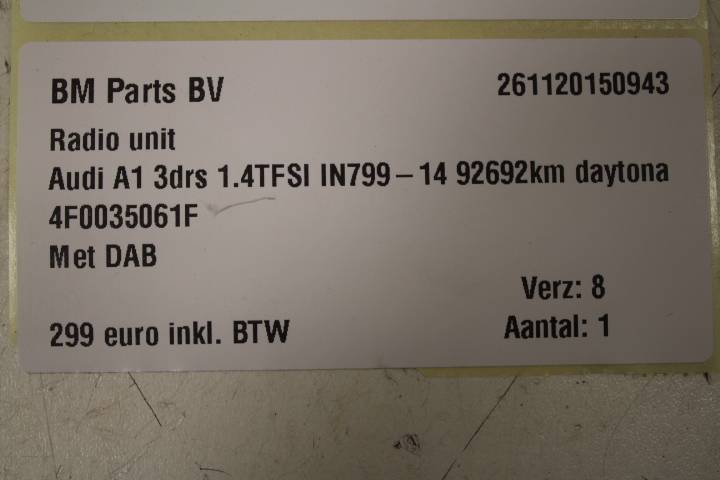 BM Parts BV 261120150943
Radio unit
Audi A1 3drs 1.4TFSI IN799 – 14 92692km daytona
4F0035061F
Met DAB
Verz: 8
299 euro inkl. BTW Aantal: 1